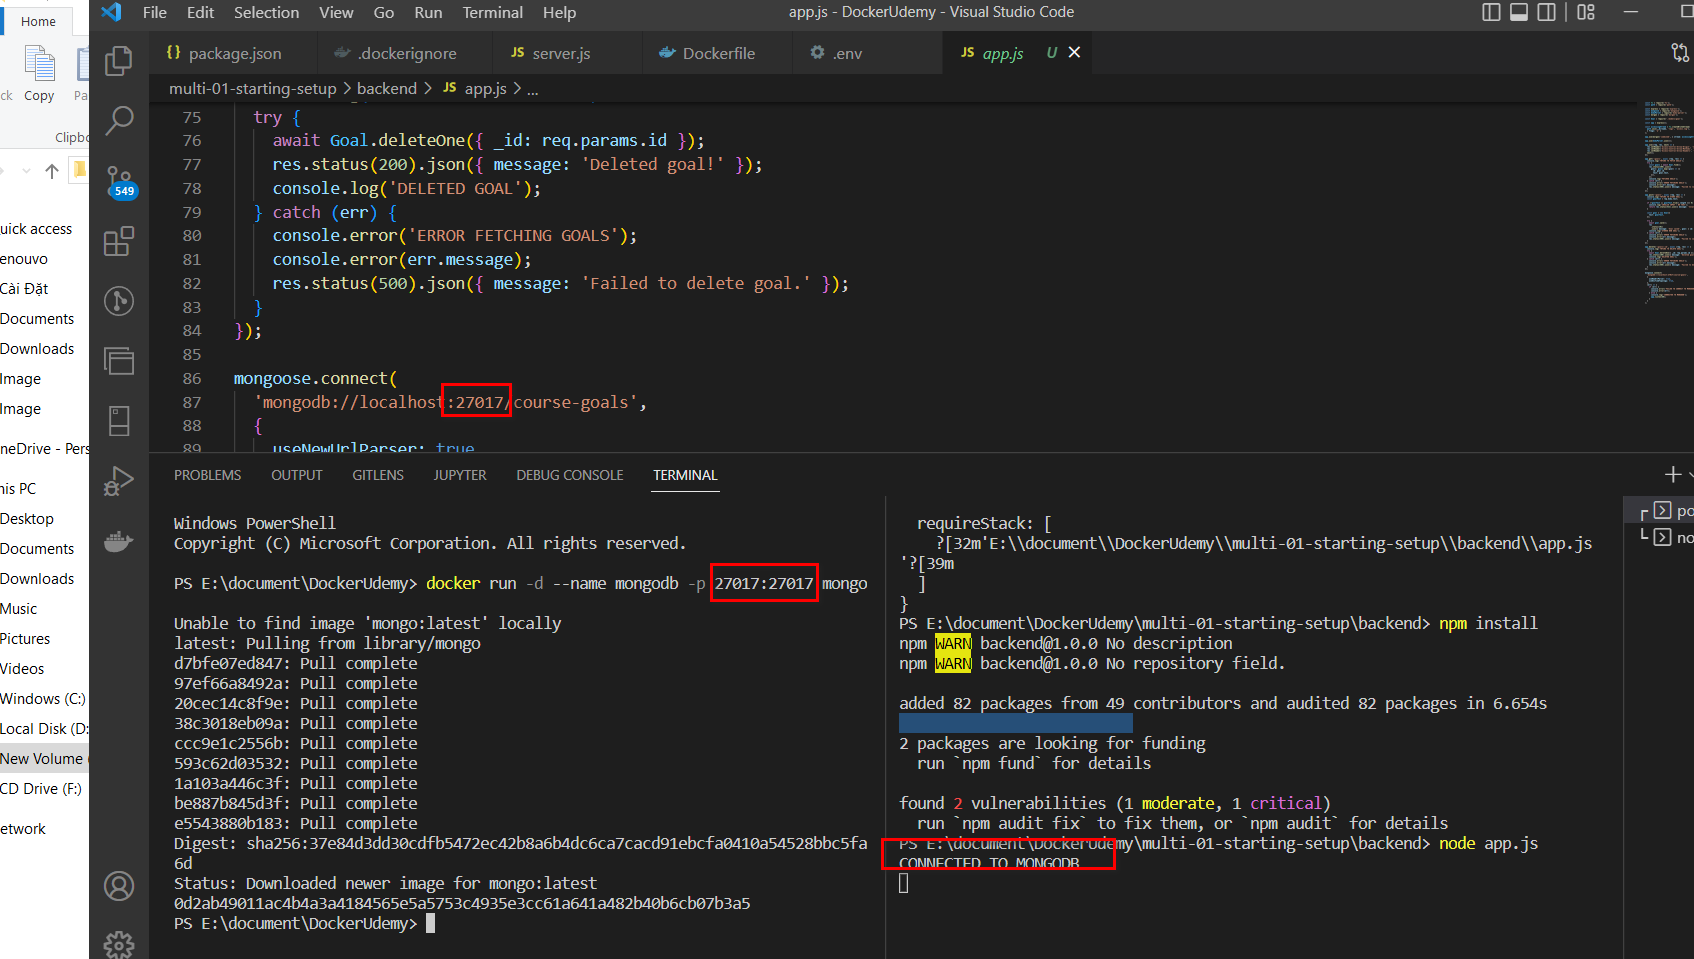 Home
Copy
File Edit Selection View Go Run Terminal Help
app.js - DockerUdemy - Visual Studio Code
{} package.json
.dockerignore
JS server.js
Dockerfile
.env
JS app.js U
multi-01-starting-setup > backend > JS app.js > ...
549
uick access
enouvo
Cài Đặt
Documents
Downloads
Image
Image
neDrive - Pers
his PC
Desktop
Documents
Downloads
Music
Pictures
Videos
Windows (C:)
Local Disk (D:
New Volume
CD Drive (F:)
etwork
75 try {
76 await Goal.deleteOne({ _id: req.params.id });
77 res.status(200).json({ message: 'Deleted goal!' });
78 console.log('DELETED GOAL');
79 } catch (err) {
80 console.error('ERROR FETCHING GOALS');
81 console.error(err.message);
82 res.status(500).json({ message: 'Failed to delete goal.' });
83 }
84 });
85
86 mongoose.connect(
87 'mongodb://localhost:27017/course-goals',
88 {
89 useNewUrlParser: true
PROBLEMS OUTPUT GITLENS JUPYTER DEBUG CONSOLE TERMINAL
Windows PowerShell
Copyright (C) Microsoft Corporation. All rights reserved.
PS E:\document\DockerUdemy> docker run -d --name mongodb -p 27017:27017 mongo
Unable to find image 'mongo:latest' locally
latest: Pulling from library/mongo
d7bfe07ed847: Pull complete
97ef66a8492a: Pull complete
20cec14c8f9e: Pull complete
38c3018eb09a: Pull complete
ccc9e1c2556b: Pull complete
593c62d03532: Pull complete
1a103a446c3f: Pull complete
be887b845d3f: Pull complete
e5543880b183: Pull complete
Digest: sha256:37e84d3dd30cdfb5472ec42b8a6b4dc6ca7cacd91ebcfa0410a54528bbc5fa
6d
Status: Downloaded newer image for mongo:latest
0d2ab49011ac4b4a3a4184565e5a5753c4935e3cc61a641a482b40b6cb07b3a5
PS E:\document\DockerUdemy>
requireStack: [
?[32m'E:\\document\\DockerUdemy\\multi-01-starting-setup\\backend\\app.js
'?[39m
]
}
PS E:\document\DockerUdemy\multi-01-starting-setup\backend> npm install
npm WARN backend@1.0.0 No description
npm WARN backend@1.0.0 No repository field.
added 82 packages from 49 contributors and audited 82 packages in 6.654s
2 packages are looking for funding
run `npm fund` for details
found 2 vulnerabilities (1 moderate, 1 critical)
run `npm audit fix` to fix them, or `npm audit` for details
PS E:\document\DockerUdemy\multi-01-starting-setup\backend> node app.js
CONNECTED TO MONGODB
po
no